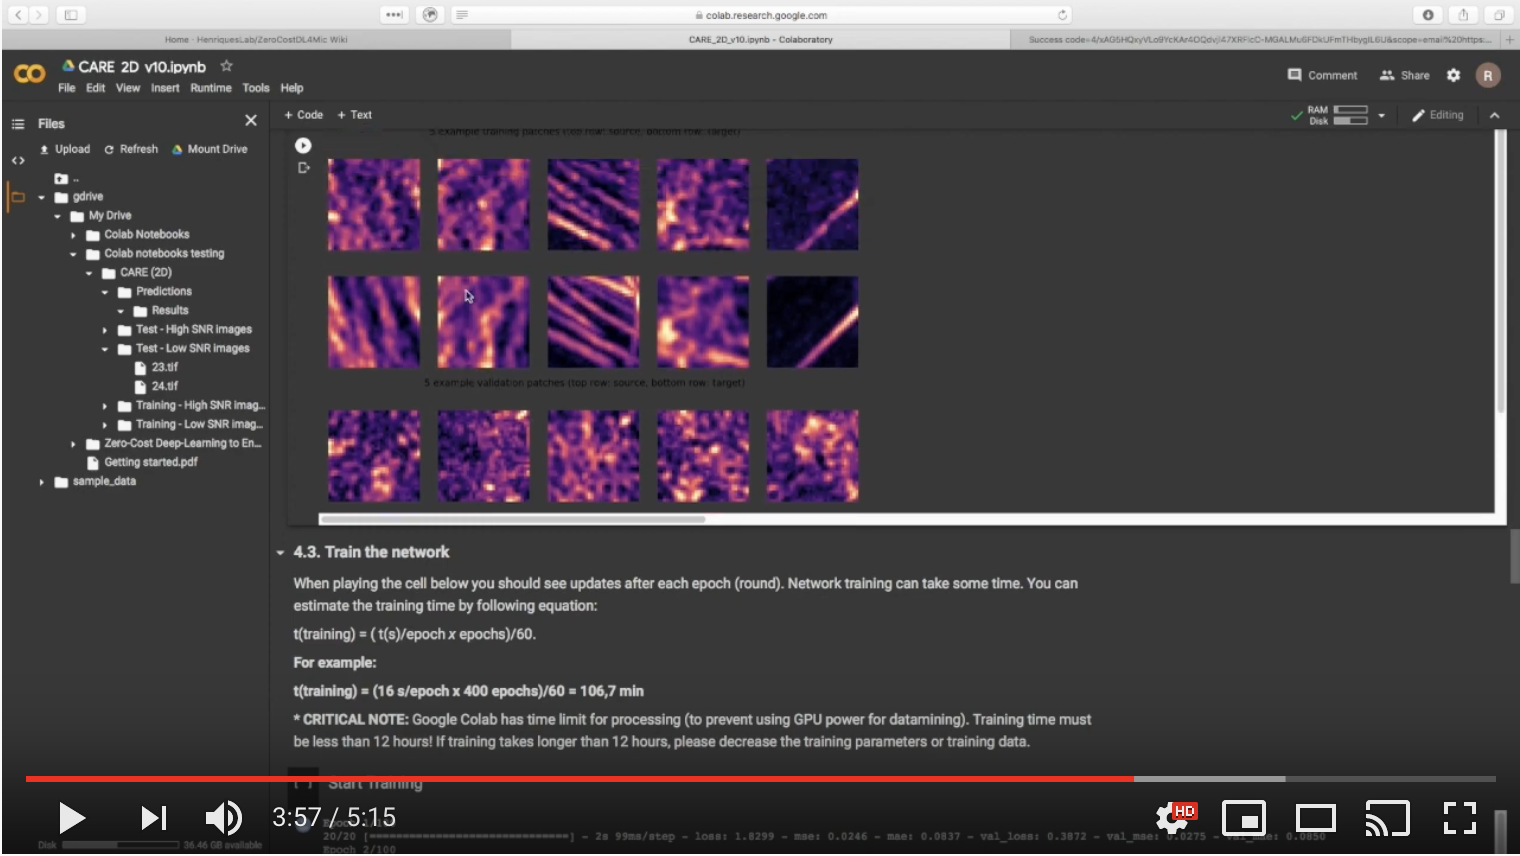 colab.research.google.com
Home · HenriquesLab/ZeroCostDL4Mic Wiki
CARE_2D_v10.ipynb - Colaboratory
CARE 2D v10.ipynb
File Edit View Insert Runtime Tools Help
Comment
Share
R
Files
+ Code + Text
RAM
Disk
Editing
Upload Refresh Mount Drive
..
gdrive
My Drive
Colab Notebooks
Colab notebooks testing
CARE (2D)
Predictions
Results
Test - High SNR images
Test - Low SNR images
23.tif
24.tif
Training - High SNR imag...
Training - Low SNR imag...
Zero-Cost Deep-Learning to En...
Getting started.pdf
sample_data
5 example training patches (top row: source, bottom row: target)
5 example validation patches (top row: source, bottom row: target)
4.3. Train the network
When playing the cell below you should see updates after each epoch (round). Network training can take some time. You can
estimate the training time by following equation:
t(training) = ( t(s)/epoch x epochs)/60.
For example:
t(training) = (16 s/epoch x 400 epochs)/60 = 106,7 min
* CRITICAL NOTE: Google Colab has time limit for processing (to prevent using GPU power for datamining). Training time must
be less than 12 hours! If training takes longer than 12 hours, please decrease the training parameters or training data.
Start Training
3:57 / 5:15
HD
20/20 [==============================] - 2s 99ms/step - loss: 1.8299 - mse: 0.0246 - mae: 0.0837 - val_loss: 0.3872 - val_mse: 0.0275 - val_mae: 0.0850
Epoch 2/100
Disk 36.46 GB available